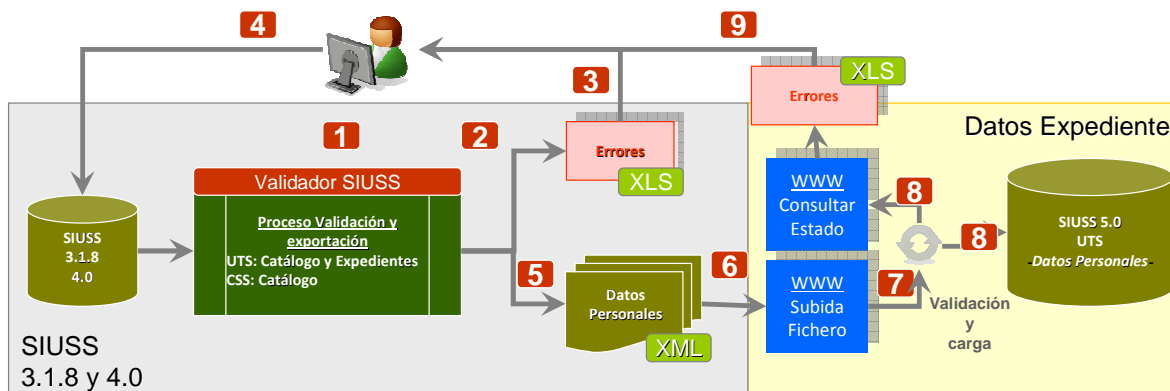 4
9
XLS
Errores
3
Datos Expediente
1
2
Errores
XLS
Validador SIUSS
Proceso Validación y
exportación
UTS: Catálogo y Expedientes
CSS: Catálogo
SIUSS
3.1.8
4.0
WWW
Consultar
Estado
8
8
SIUSS 5.0
UTS
-Datos Personales-
5
6
Datos
Personales
XML
WWW
Subida
Fichero
7
Validación
y
carga
SIUSS
3.1.8 y 4.0